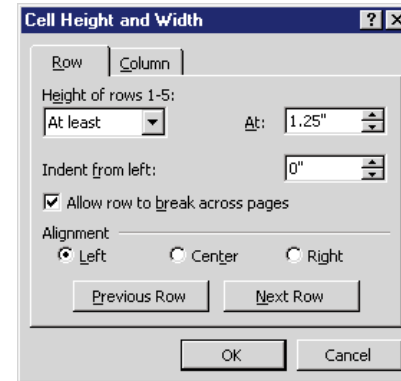 Cell Height and Width
Row Column
Height of rows 1-5:
At least At: 1.25"
Indent from left: 0"
Allow row to break across pages
Alignment
Left Center Right
Previous Row Next Row
OK Cancel